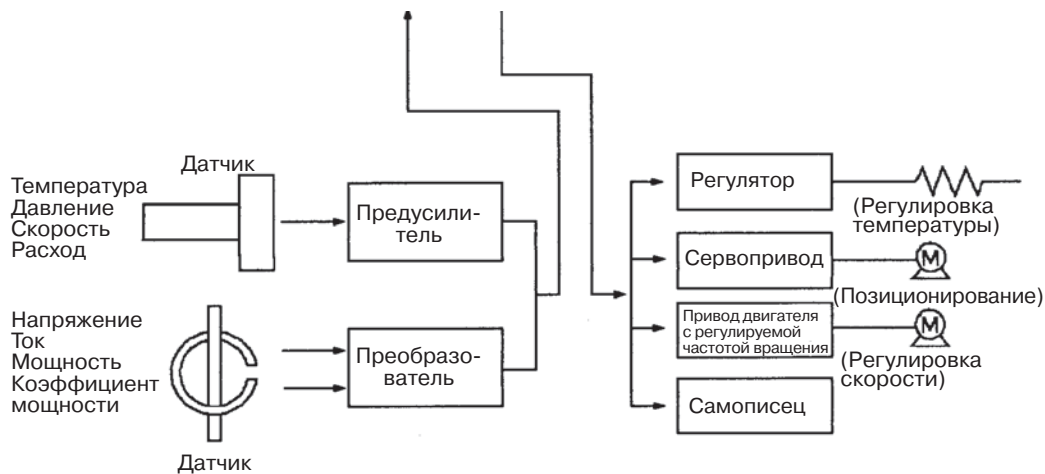 Датчик
Температура
Давление
Скорость
Расход
Предусили-
тель
Напряжение
Ток
Мощность
Коэффициент
мощности
Преобразо-
ватель
Датчик
Регулятор
(Регулировка
температуры)
Сервопривод
M
(Позиционирование)
Привод двигателя
с регулируемой
частотой вращения
M
(Регулировка
скорости)
Самописец